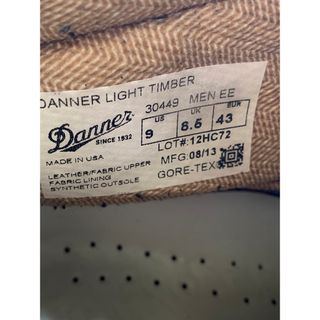 DANNER LIGHT TIMBER
30449 MEN EE
Danner
SINCE 1932
US UK EUR
9 8.5 43
MADE IN USA
LOT#:12HC72
MFG:08/13
GORE-TEX
LEATHER/FABRIC UPPER
FABRIC LINING
SYNTHETIC OUTSOLE